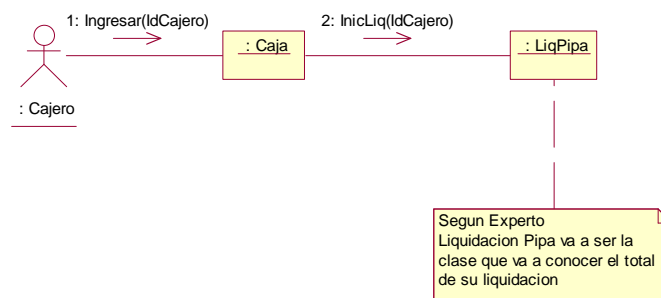 1: Ingresar(IdCajero)
2: InicLiq(IdCajero)
: Caja
: LiqPipa
: Cajero
Segun Experto
Liquidacion Pipa va a ser la
clase que va a conocer el total
de su liquidacion